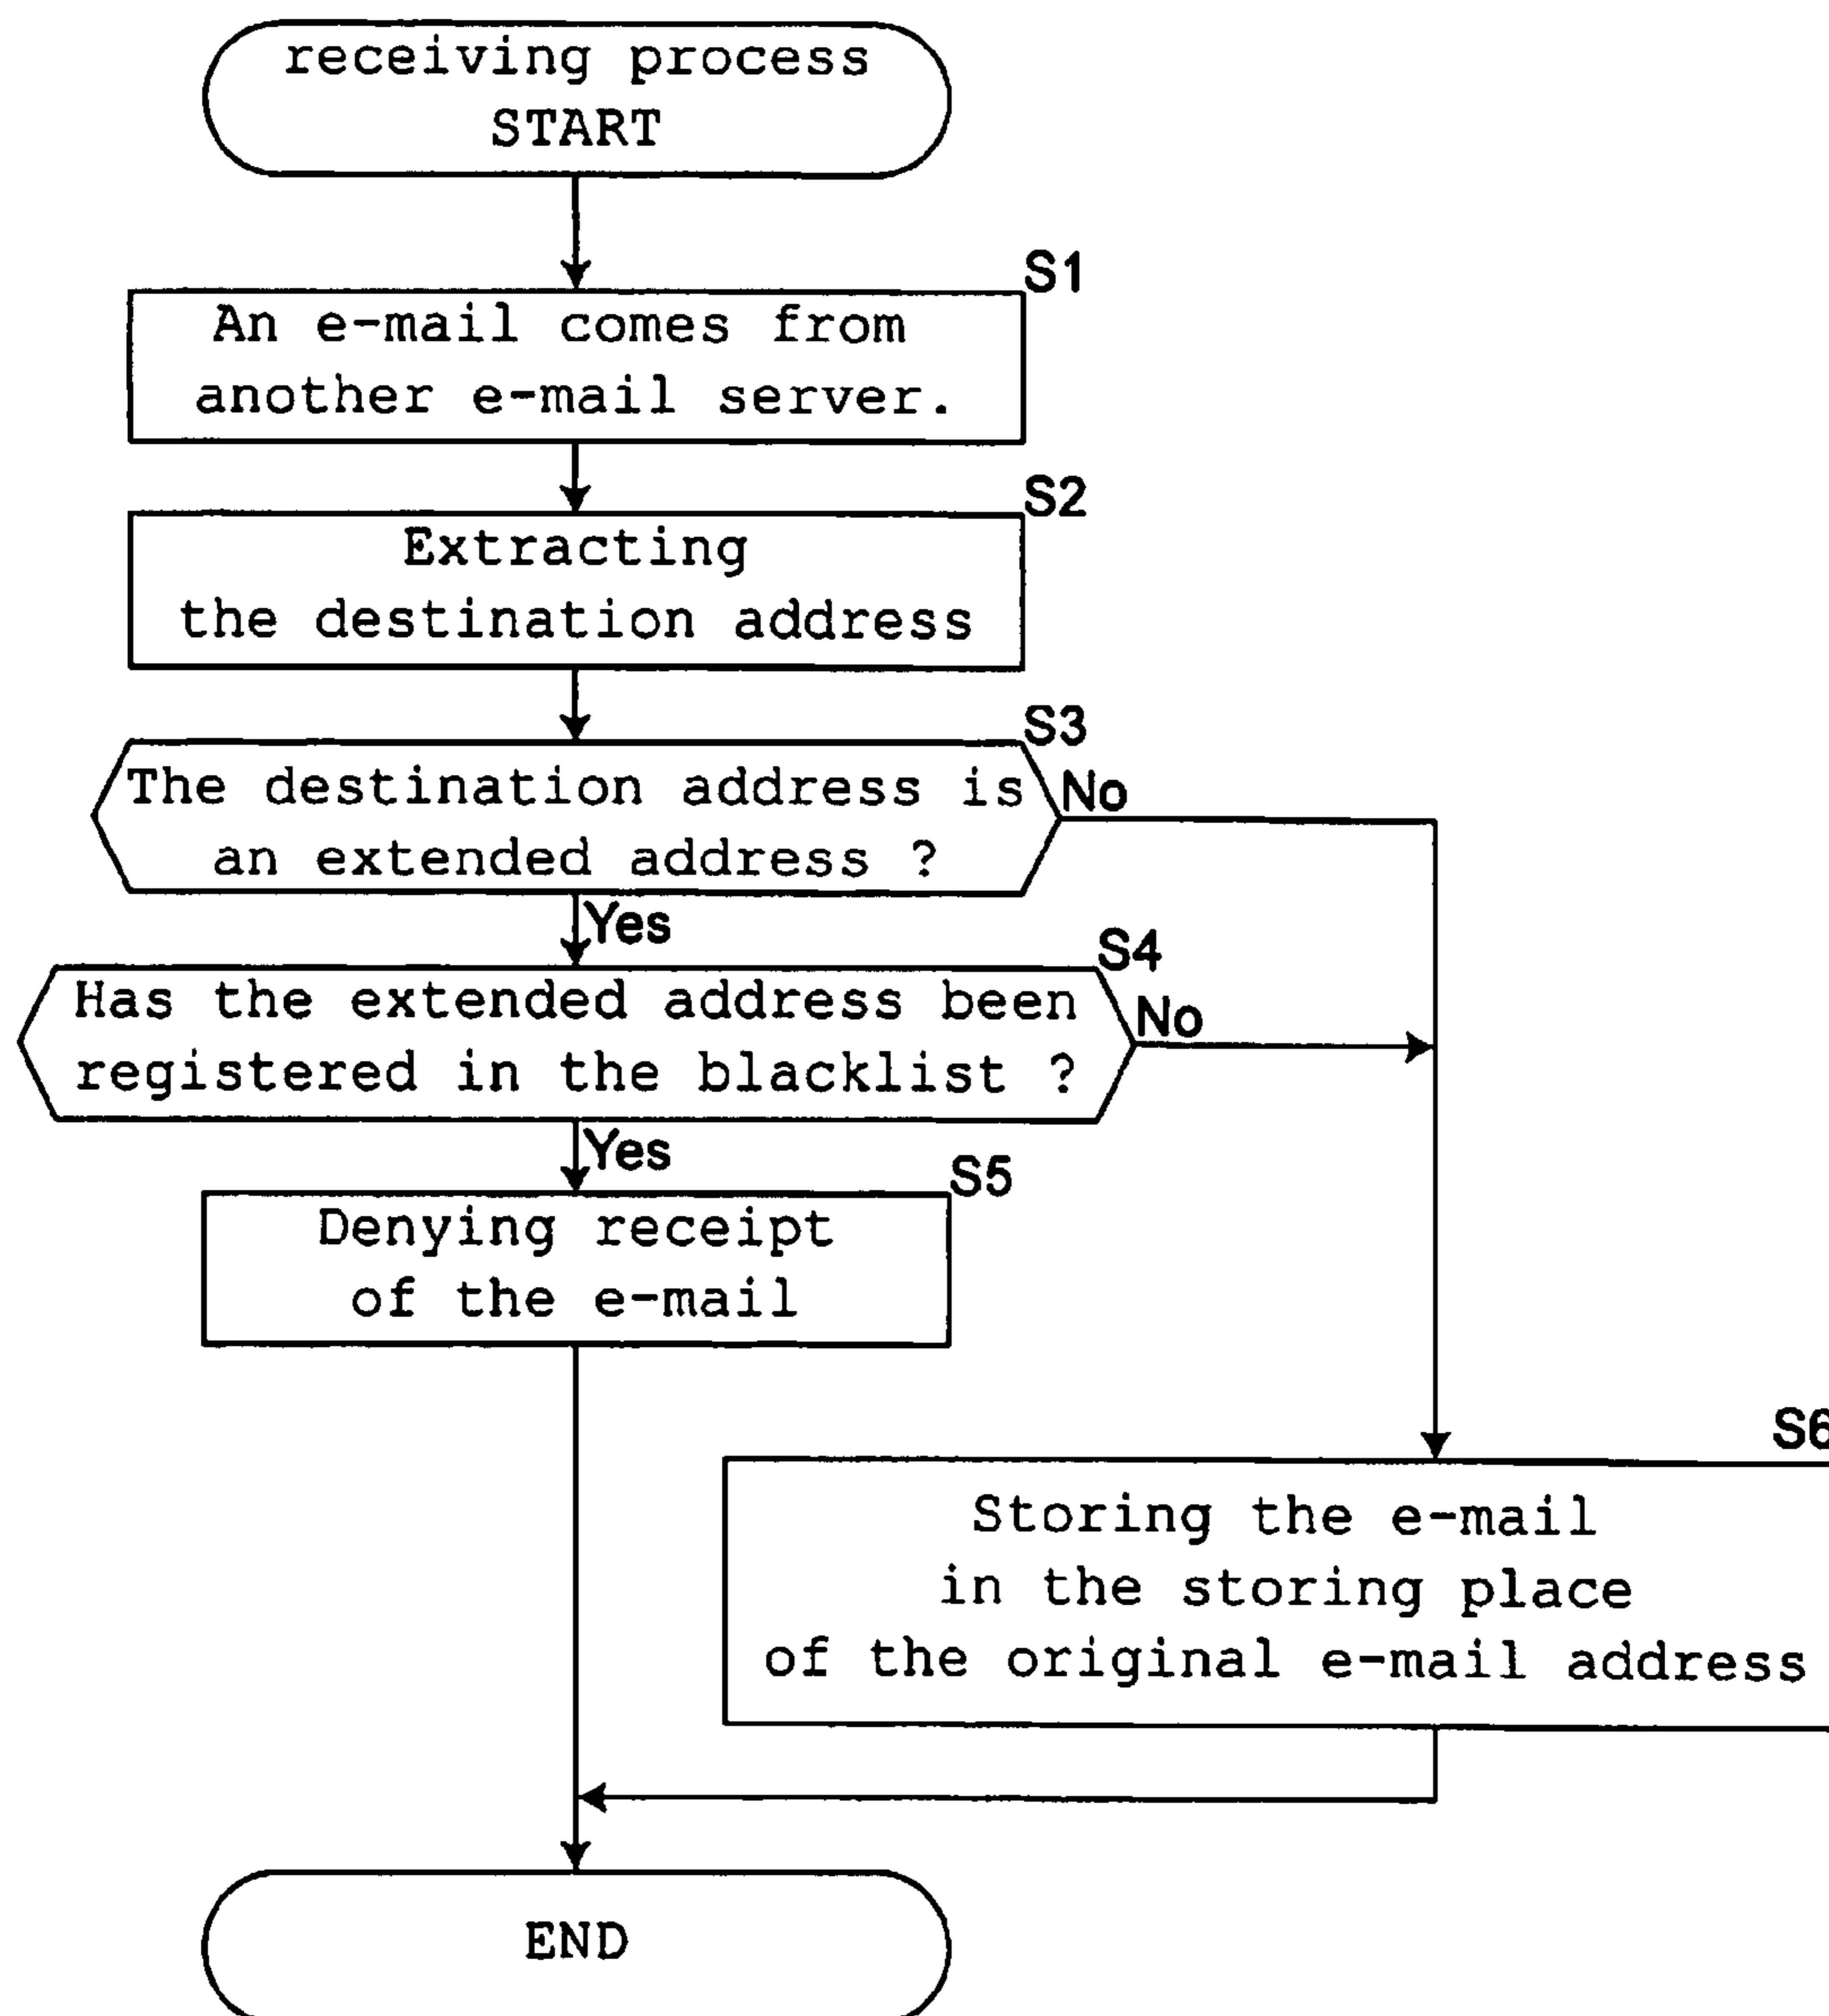 receiving process
START
S1
An e-mail comes from
another e-mail server.
S2
Extracting
the destination address
S3
The destination address is
an extended address ?
No
Yes
S4
Has the extended address been
registered in the blacklist ?
No
Yes
S5
Denying receipt
of the e-mail
S6
Storing the e-mail
in the storing place
of the original e-mail address
END